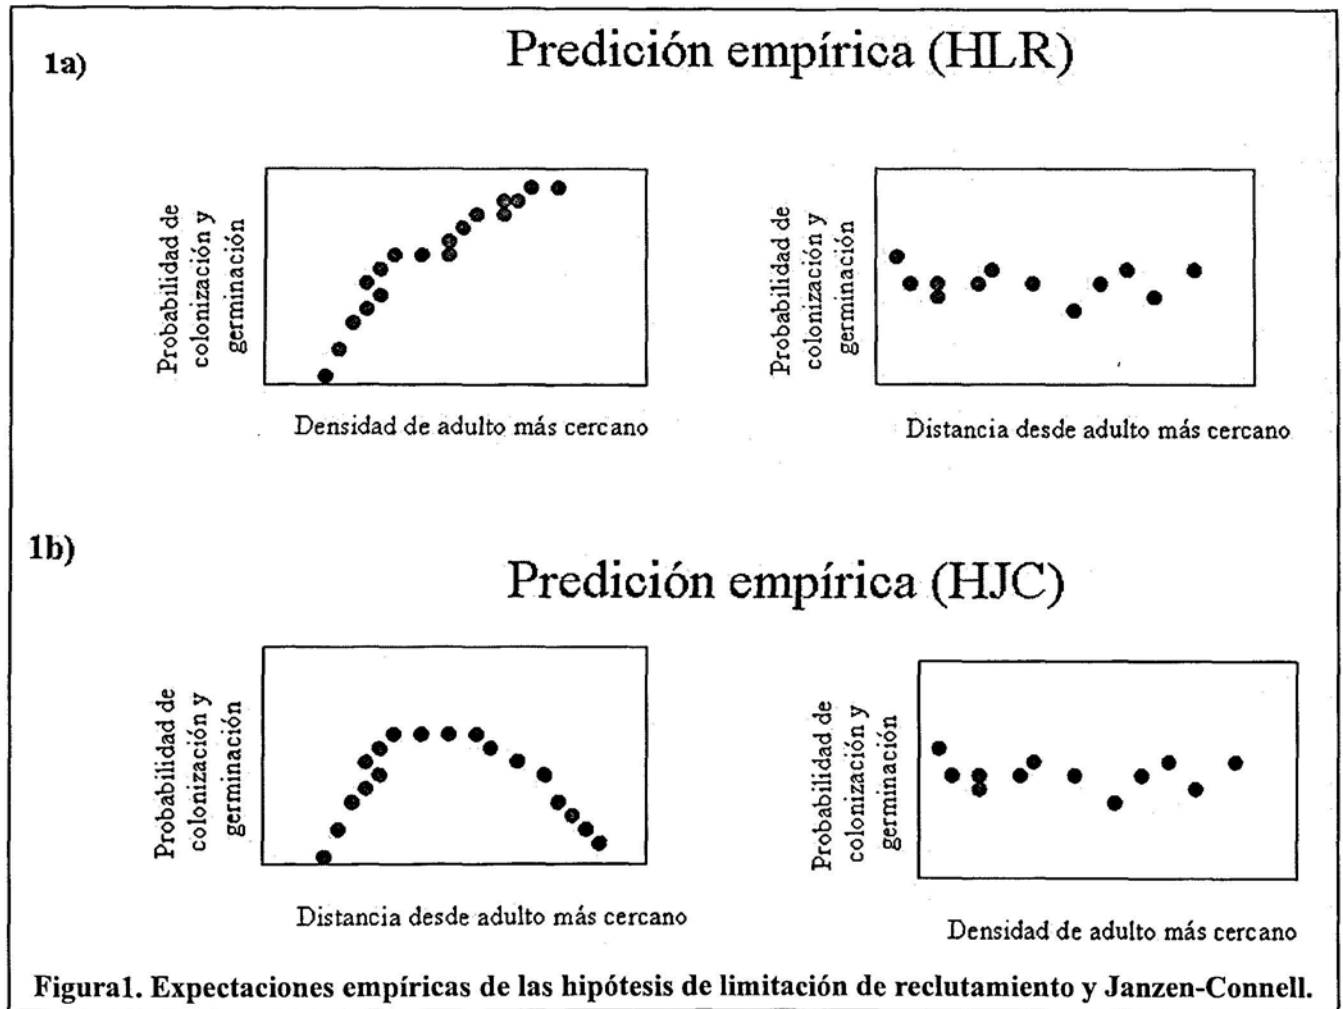 1a)
Predición empírica (HLR)
Probabilidad de
colonización y
germinación
Densidad de adulto más cercano
Probabilidad de
colonización y
germinación
Distancia desde adulto más cercano
1b)
Predición empírica (HJC)
Probabilidad de
colonización y
germinación
Distancia desde adulto más cercano
Probabilidad de
colonización y
germinación
Densidad de adulto más cercano
Figura1. Expectaciones empíricas de las hipótesis de limitación de reclutamiento y Janzen-Connell.